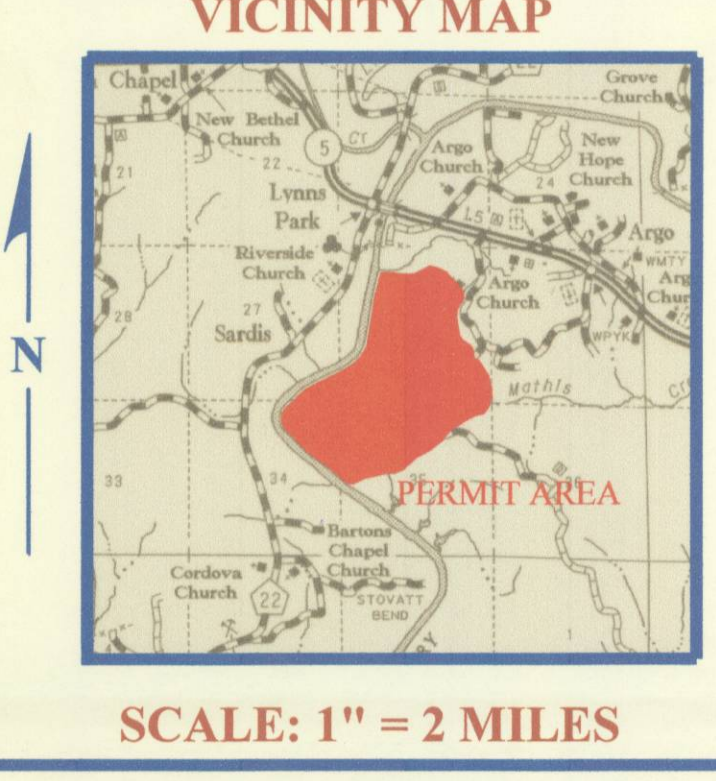 VICINITY MAP
Chapel
New Bethel
Church
Grove
Church
5
Cr
22
21
Argo
Church
New
Hope
Church
24
Lynns
Park
Riverside
Church
Argo
WMTY
Argo
Church
27
28
Sardis
WPYK
Mathis
N
33
34
35
PERMIT AREA
Bartons
Chapel
Church
Cordova
Church
22
STOVATT
BEND
1
SCALE: 1" = 2 MILES